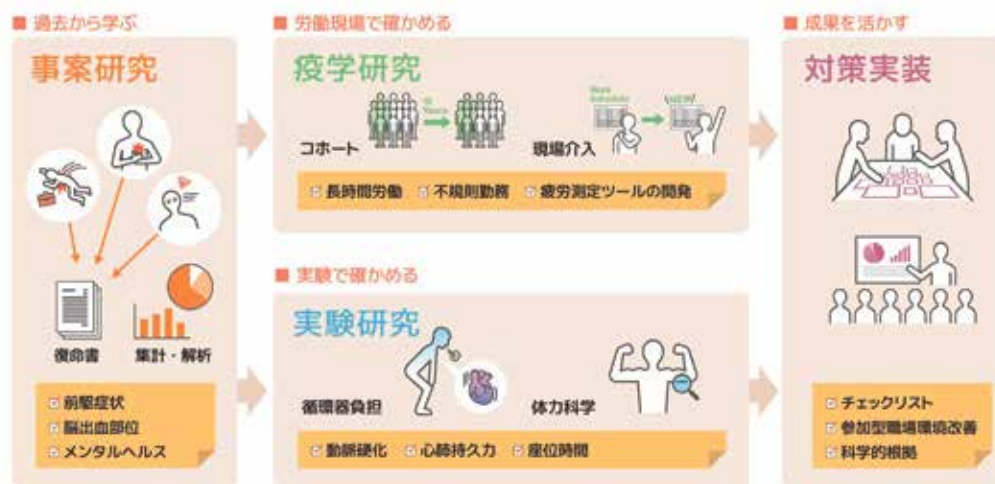 ■ 過去から学ぶ
事案研究
復命書
集計・解析
前駆症状
脳出血部位
メンタルヘルス
■ 労働現場で確かめる
疫学研究
コホート
10
Years
現場介入
Work
Schedule
NEW
長時間労働
不規則勤務
疲労測定ツールの開発
■ 実験で確かめる
実験研究
循環器負担
体力科学
動脈硬化
心肺持久力
座位時間
■ 成果を活かす
対策実装
チェックリスト
参加型職場環境改善
科学的根拠